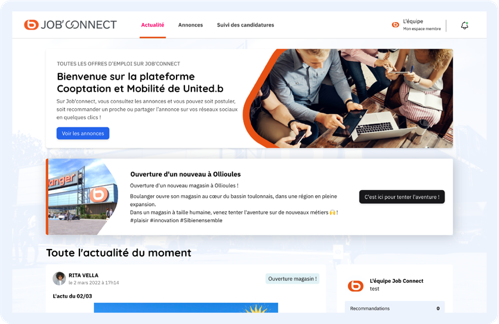 JOB'CONNECT
Actualité Annonces Suivi des candidatures
L'équipe
Mon espace membre
TOUTES LES OFFRES D'EMPLOI SUR JOB'CONNECT
Bienvenue sur la plateforme
Cooptation et Mobilité de United.b
Sur Job'connect, vous consultez les annonces et vous pouvez soit postuler,
soit recommander un proche ou partager l'annonce sur vos réseaux sociaux
en quelques clics !
Voir les annonces
anger
Ouverture d'un nouveau à Ollioules
Ouverture d'un nouveau magasin à Ollioules !
Boulanger ouvre son magasin au cœur du bassin toulonnais, dans une région en pleine
expansion.
Dans un magasin à taille humaine, venez tenter l'aventure sur de nouveaux métiers🙌!
#plaisir #innovation #Sibienensemble
C'est ici pour tenter l'aventure !
Toute l'actualité du moment
RITA VELLA
le 2 mars 2022 à 17h14
Ouverture magasin !
L'actu du 02/03
L'équipe Job Connect
test
Recommandations 0